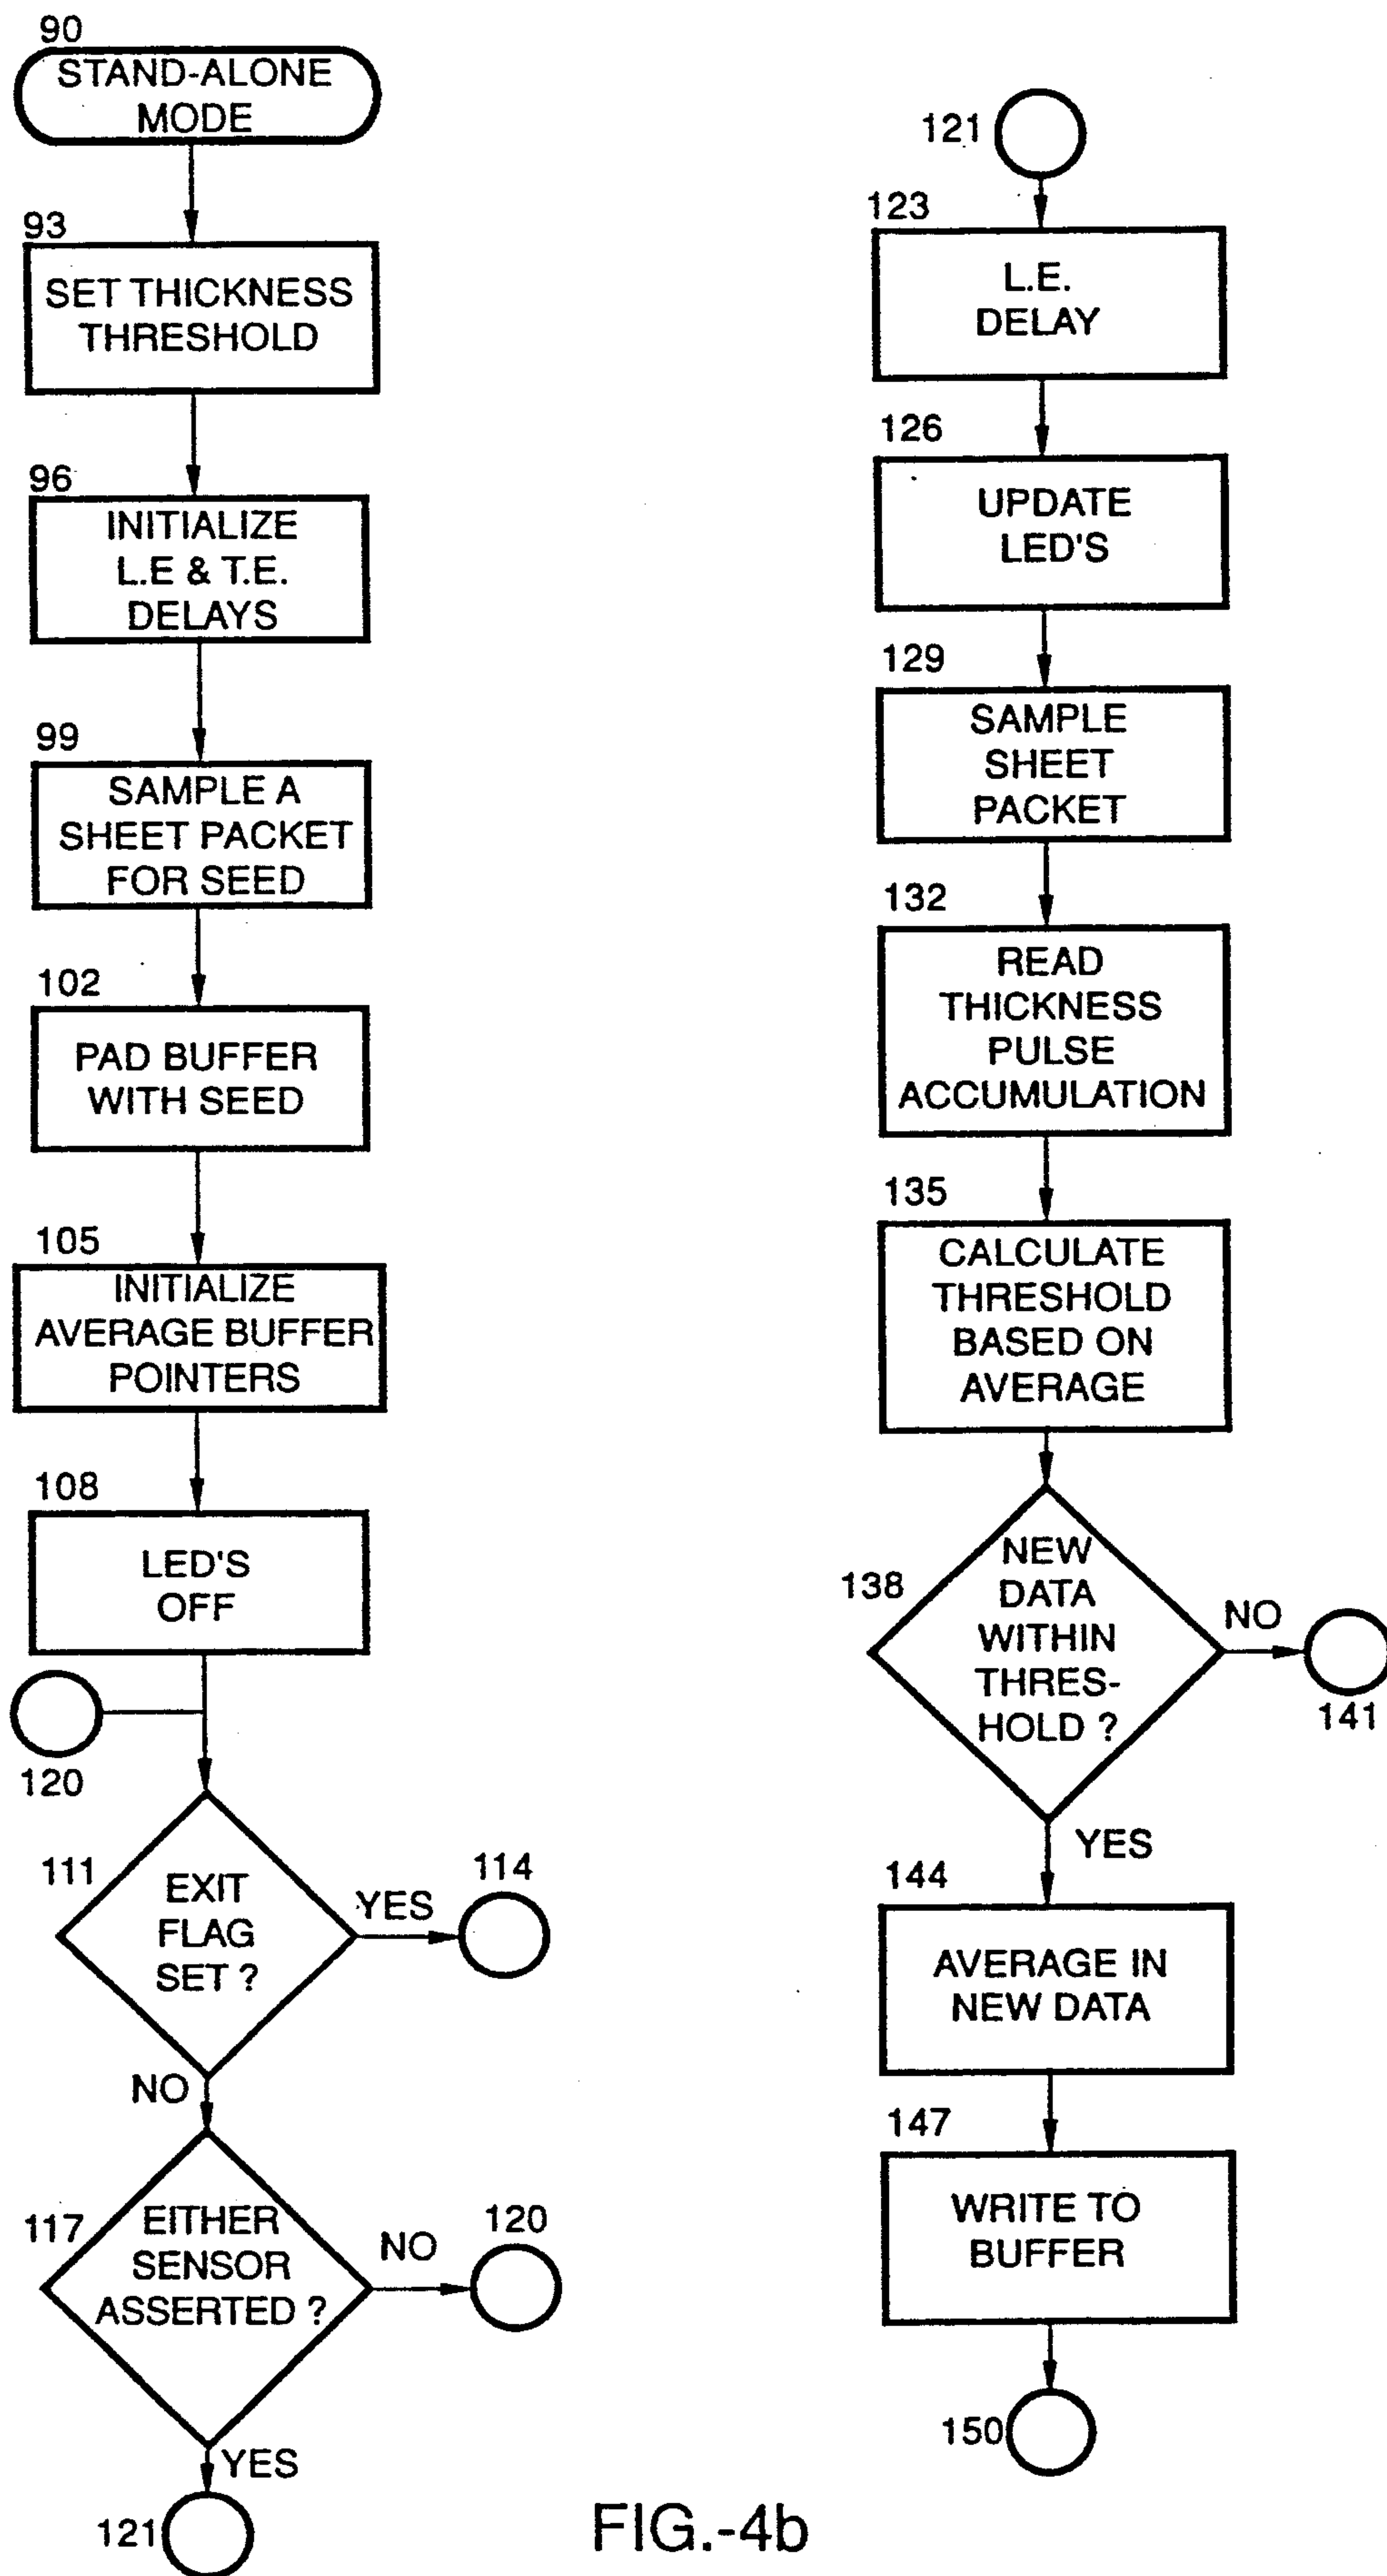 90
STAND-ALONE
MODE
93
SET THICKNESS
THRESHOLD
96
INITIALIZE
L.E & T.E.
DELAYS
99
SAMPLE A
SHEET PACKET
FOR SEED
102
PAD BUFFER
WITH SEED
105
INITIALIZE
AVERAGE BUFFER
POINTERS
108
LED'S
OFF
120
111
EXIT
FLAG
SET ?
YES
114
NO
117
EITHER
SENSOR
ASSERTED ?
NO
120
YES
121
121
123
L.E.
DELAY
126
UPDATE
LED'S
129
SAMPLE
SHEET
PACKET
132
READ
THICKNESS
PULSE
ACCUMULATION
135
CALCULATE
THRESHOLD
BASED ON
AVERAGE
138
NEW
DATA
WITHIN
THRES-
HOLD ?
NO
141
YES
144
AVERAGE IN
NEW DATA
147
WRITE TO
BUFFER
150
FIG.-4b